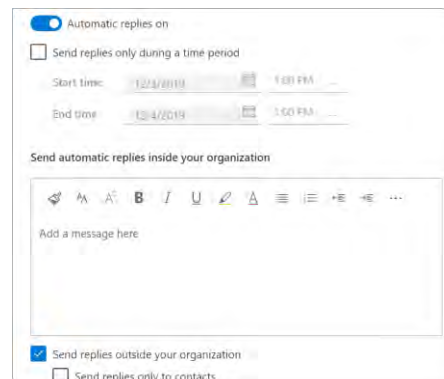 Automatic replies on
Send replies only during a time period
Start time 12/3/2019 1:00 PM
End time 12/4/2019 1:00 PM
Send automatic replies inside your organization
B I U A
Add a message here
Send replies outside your organization
Send replies only to contacts